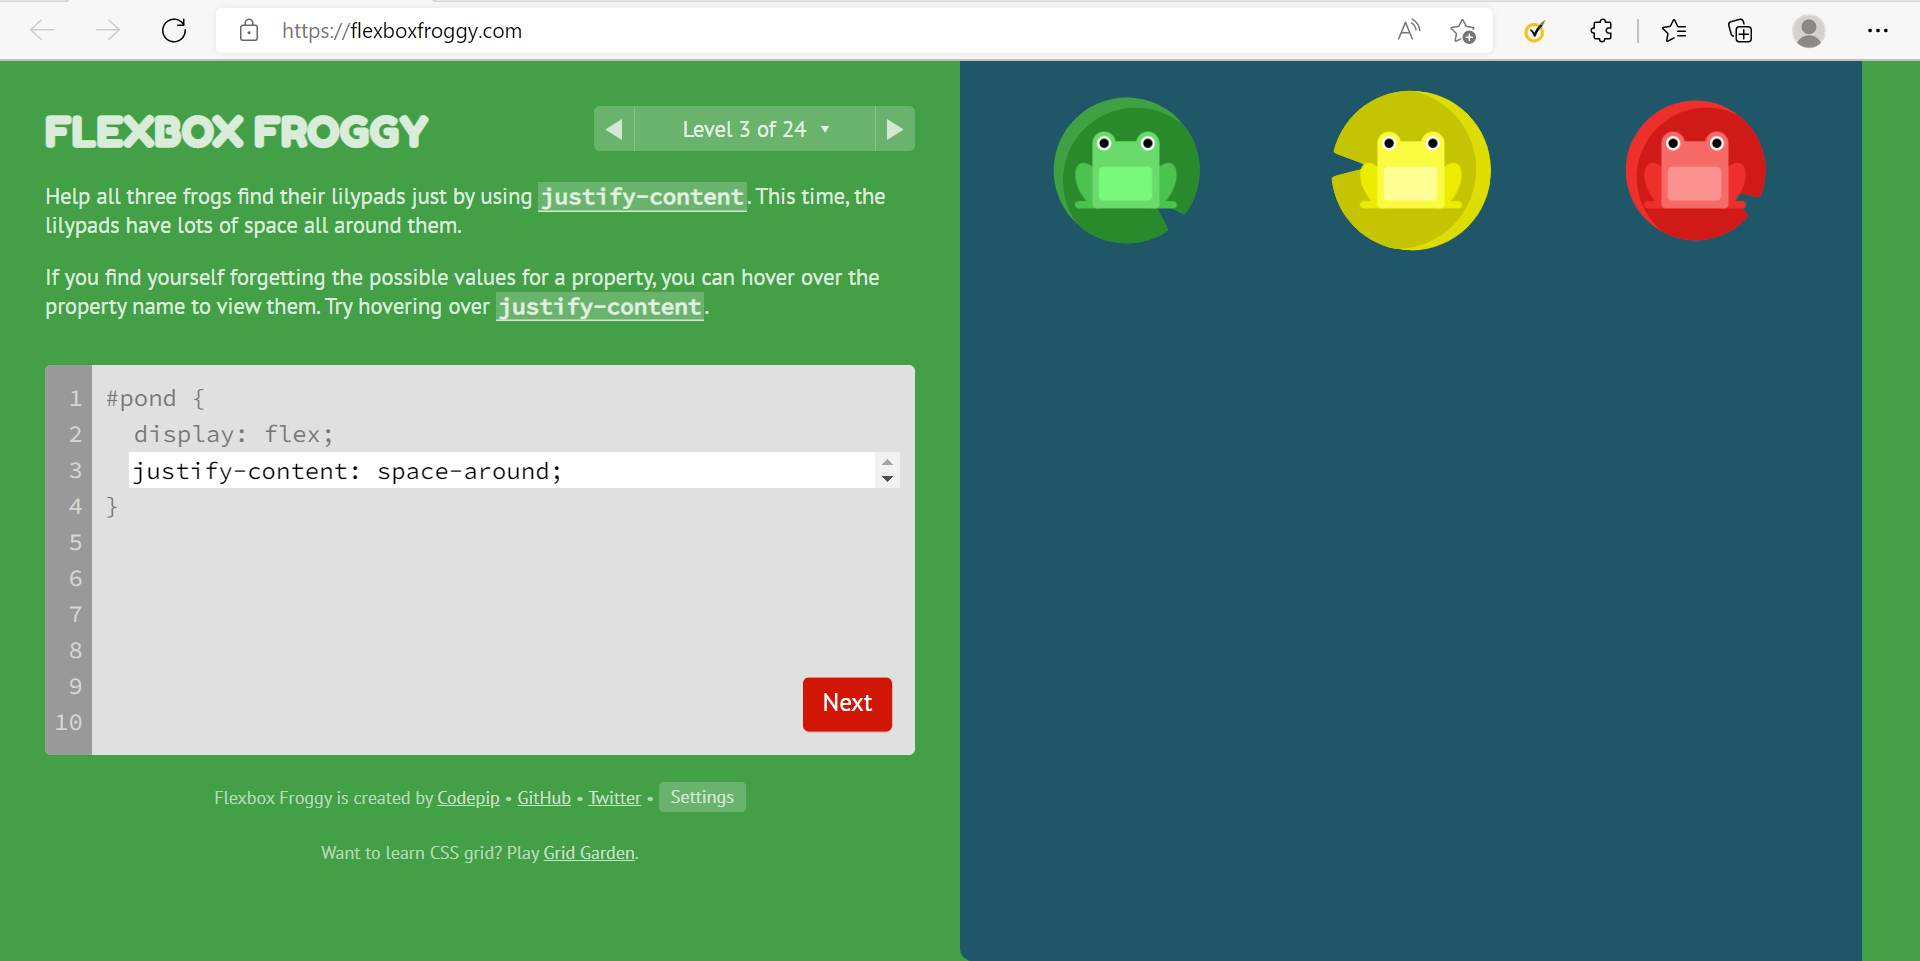 https://flexboxfroggy.com
FLEXBOX FROGGY
Level 3 of 24
Help all three frogs find their lilypads just by using justify-content. This time, the
lilypads have lots of space all around them.
If you find yourself forgetting the possible values for a property, you can hover over the
property name to view them. Try hovering over justify-content.
1 #pond {
2 display: flex;
3 justify-content: space-around;
4 }
5
6
7
8
9
10
Next
Flexbox Froggy is created by Codepip • GitHub • Twitter • Settings
Want to learn CSS grid? Play Grid Garden.